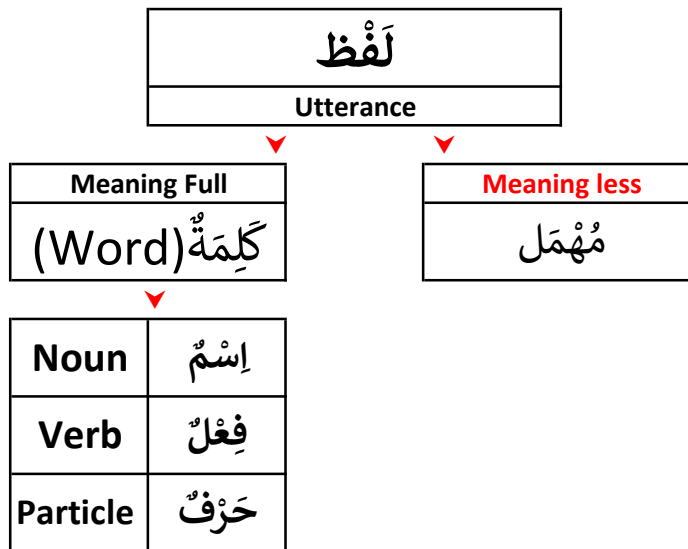 لَفْظ
Utterance
Meaning Full
Meaning less
كَلِمَةٌ(Word)
مُهْمَل
Noun اِسْمٌ
Verb فِعْلٌ
Particle حَرْفٌ